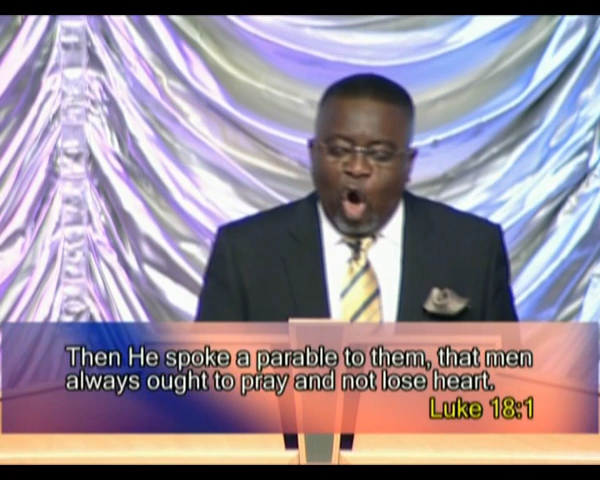 Then He spoke a parable to them, that men
always ought to pray and not lose heart.
Luke 18:1